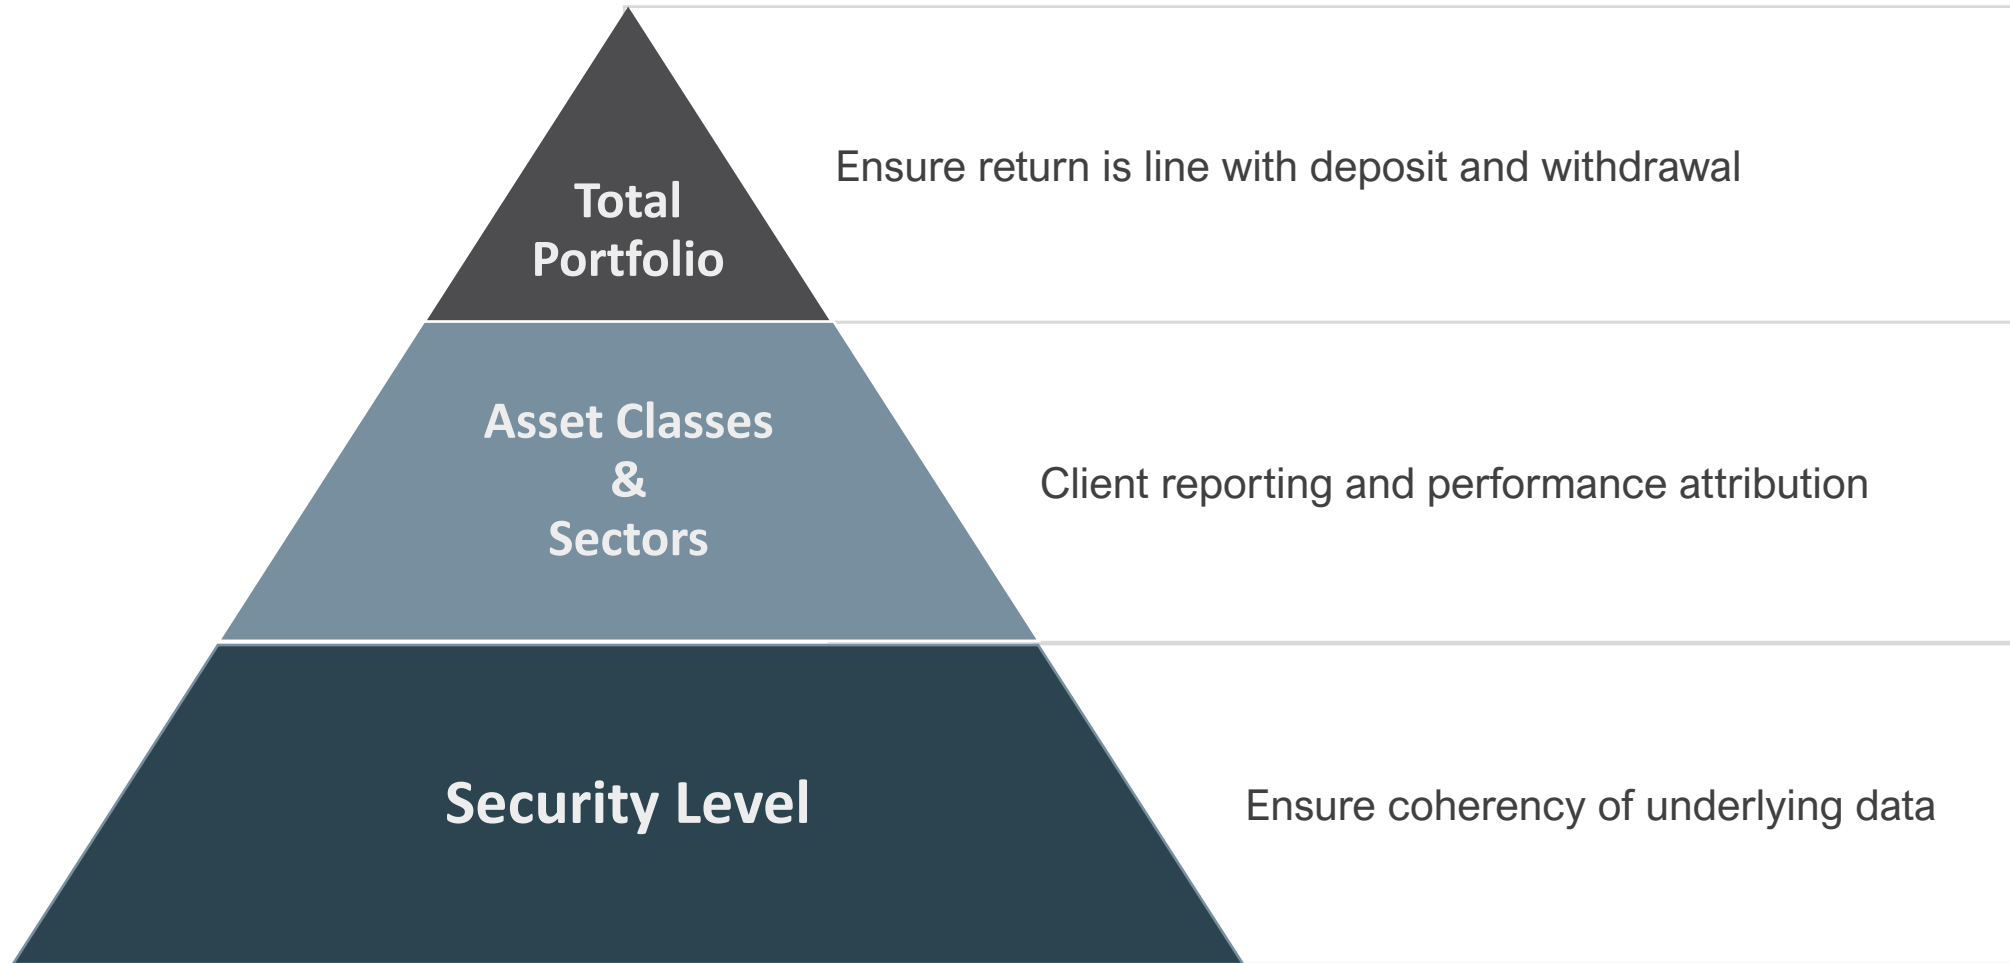 Total
Portfolio
Ensure return is line with deposit and withdrawal
Asset Classes
&
Sectors
Client reporting and performance attribution
Security Level
Ensure coherency of underlying data